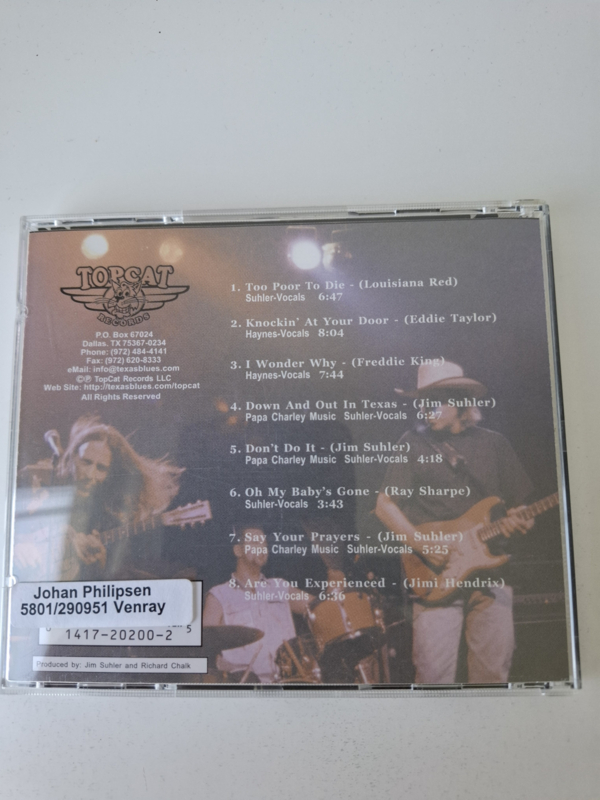 TOPCAT
RECORDS
P.O. Box 67024
Dallas, TX 75367-0234
Phone: (972) 484-4141
Fax: (972) 620-8333
eMail: info@texasblues.com
©℗ TopCat Records LLC
Web Site: http://texasblues.com/topcat
All Rights Reserved
1. Too Poor To Die - (Louisiana Red)
Suhler-Vocals 6:47
2. Knockin' At Your Door - (Eddie Taylor)
Haynes-Vocals 8:04
3. I Wonder Why - (Freddie King)
Haynes-Vocals 7:44
4. Down And Out In Texas - (Jim Suhler)
Papa Charley Music Suhler-Vocals 6:27
5. Don't Do It - (Jim Suhler)
Papa Charley Music Suhler-Vocals 4:18
6. Oh My Baby's Gone - (Ray Sharpe)
Suhler-Vocals 3:43
7. Say Your Prayers - (Jim Suhler)
Papa Charley Music Suhler-Vocals 5:25
8. Are You Experienced - (Jimi Hendrix)
Suhler-Vocals 6:36
Johan Philipsen
5801/290951 Venray
1417-20200-2
5
Produced by: Jim Suhler and Richard Chalk